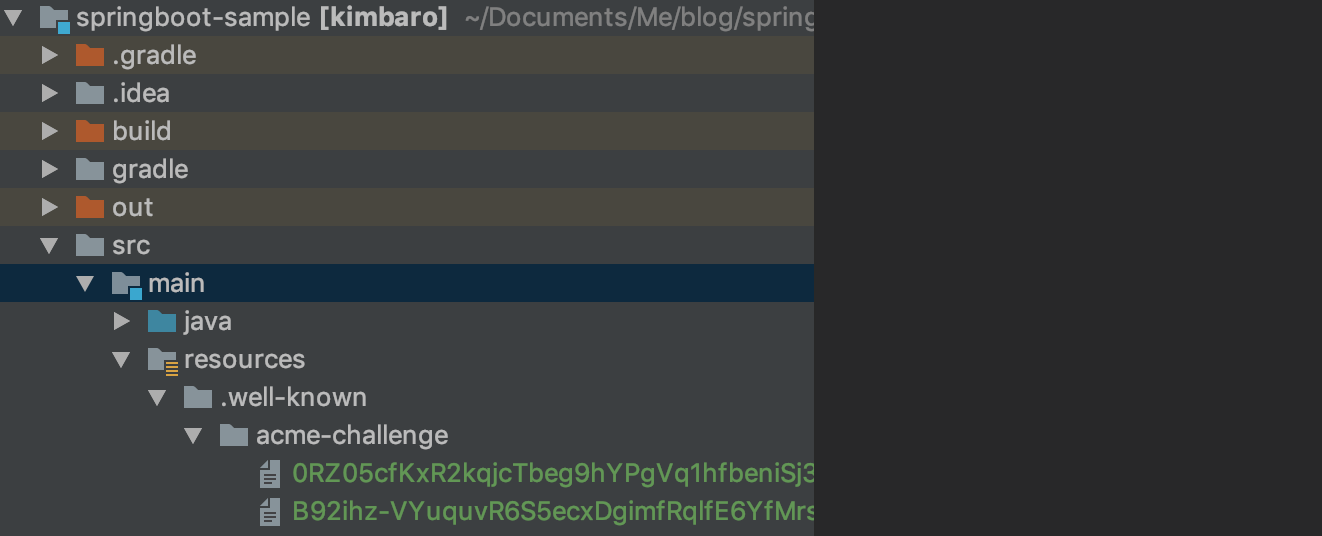 springboot-sample [kimbaro] ~/Documents/Me/blog/spring
.gradle
.idea
build
gradle
out
src
main
java
resources
.well-known
acme-challenge
0RZ05cfKxR2kqjcTbeg9hYPgVq1hfbeniSj3
B92ihz-VYuquvR6S5ecxDgimfRqlfE6YfMrs